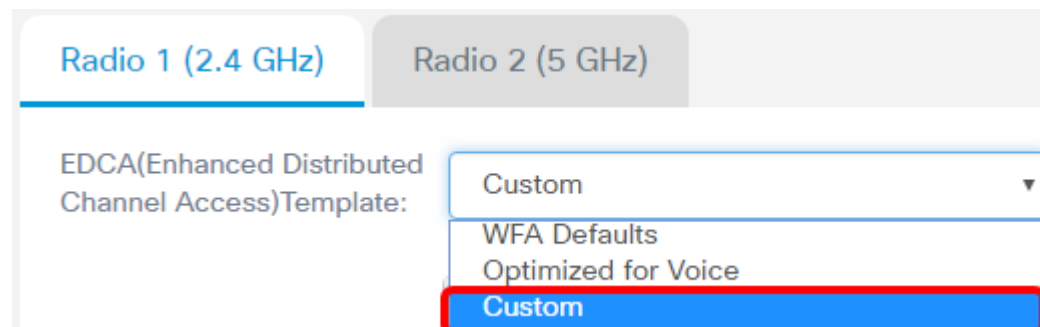 Radio 1 (2.4 GHz)
Radio 2 (5 GHz)
EDCA(Enhanced Distributed
Channel Access)Template:
Custom
WFA Defaults
Optimized for Voice
Custom